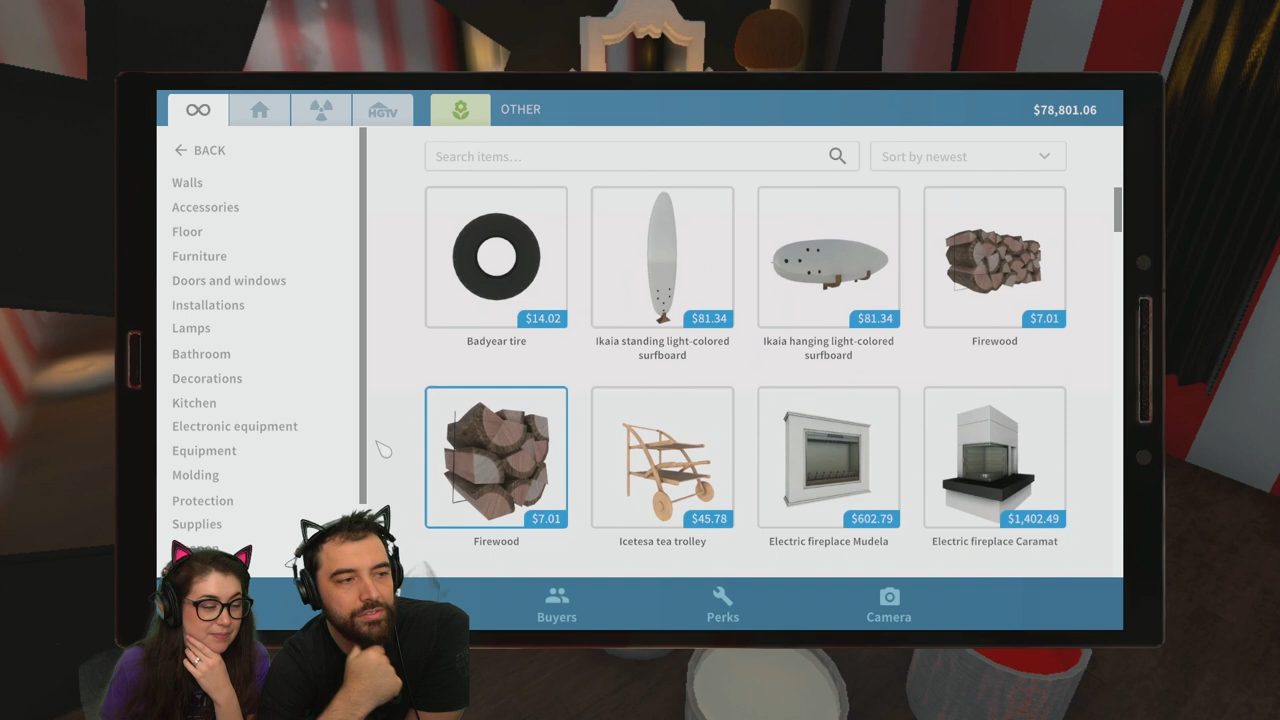 HGTV
OTHER
$78,801.06
BACK
Search items...
Sort by newest
Walls
Accessories
Floor
Furniture
Doors and windows
Installations
Lamps
Bathroom
Decorations
Kitchen
Electronic equipment
Equipment
Molding
Protection
Supplies
$14.02
$81.34
$81.34
$7.01
Badyear tire
Ikaia standing light-colored
surfboard
Ikaia hanging light-colored
surfboard
Firewood
$7.01
$45.78
$602.79
$1,402.49
Firewood
Icetesa tea trolley
Electric fireplace Mudela
Electric fireplace Caramat
Buyers
Perks
Camera